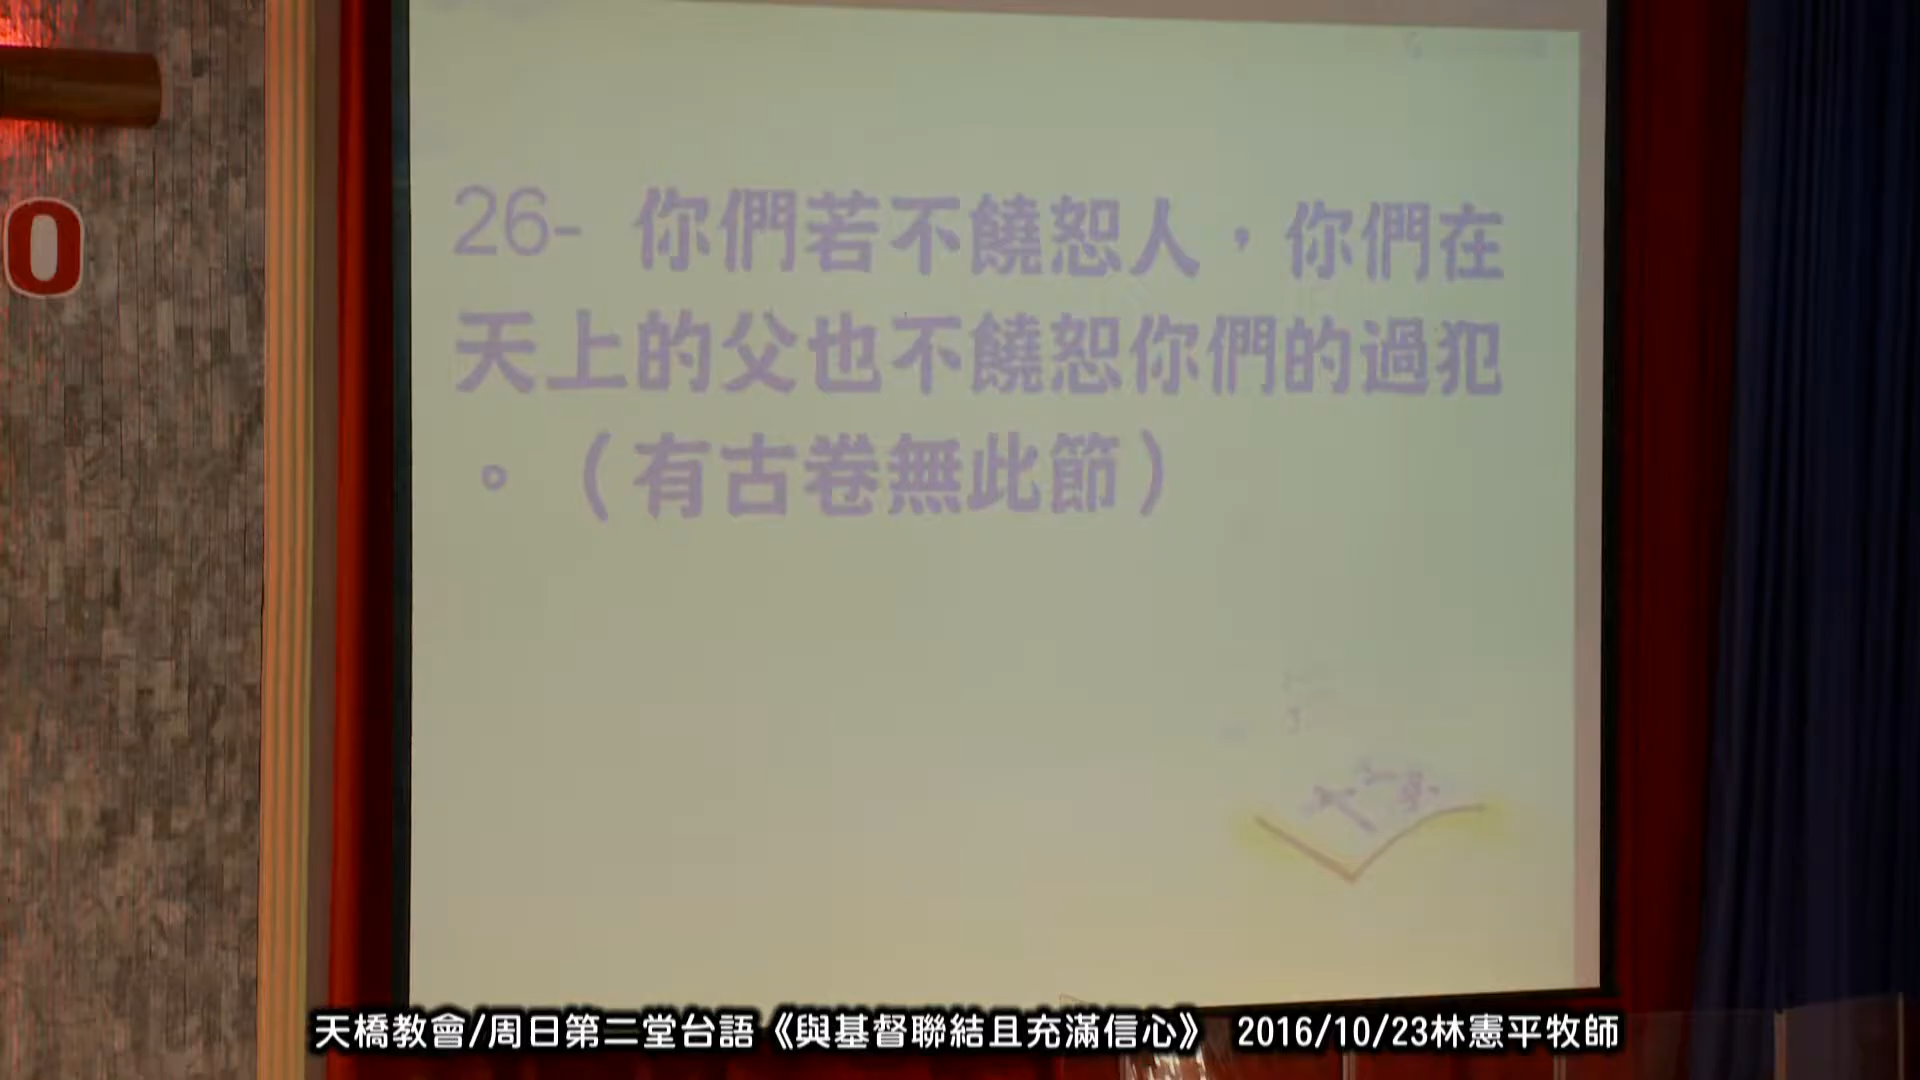 0
26- 你們若不饒恕人，你們在
天上的父也不饒恕你們的過犯
。（有古卷無此節）
天橋教會/周日第二堂台語《與基督聯結且充滿信心》 2016/10/23林憲平牧師